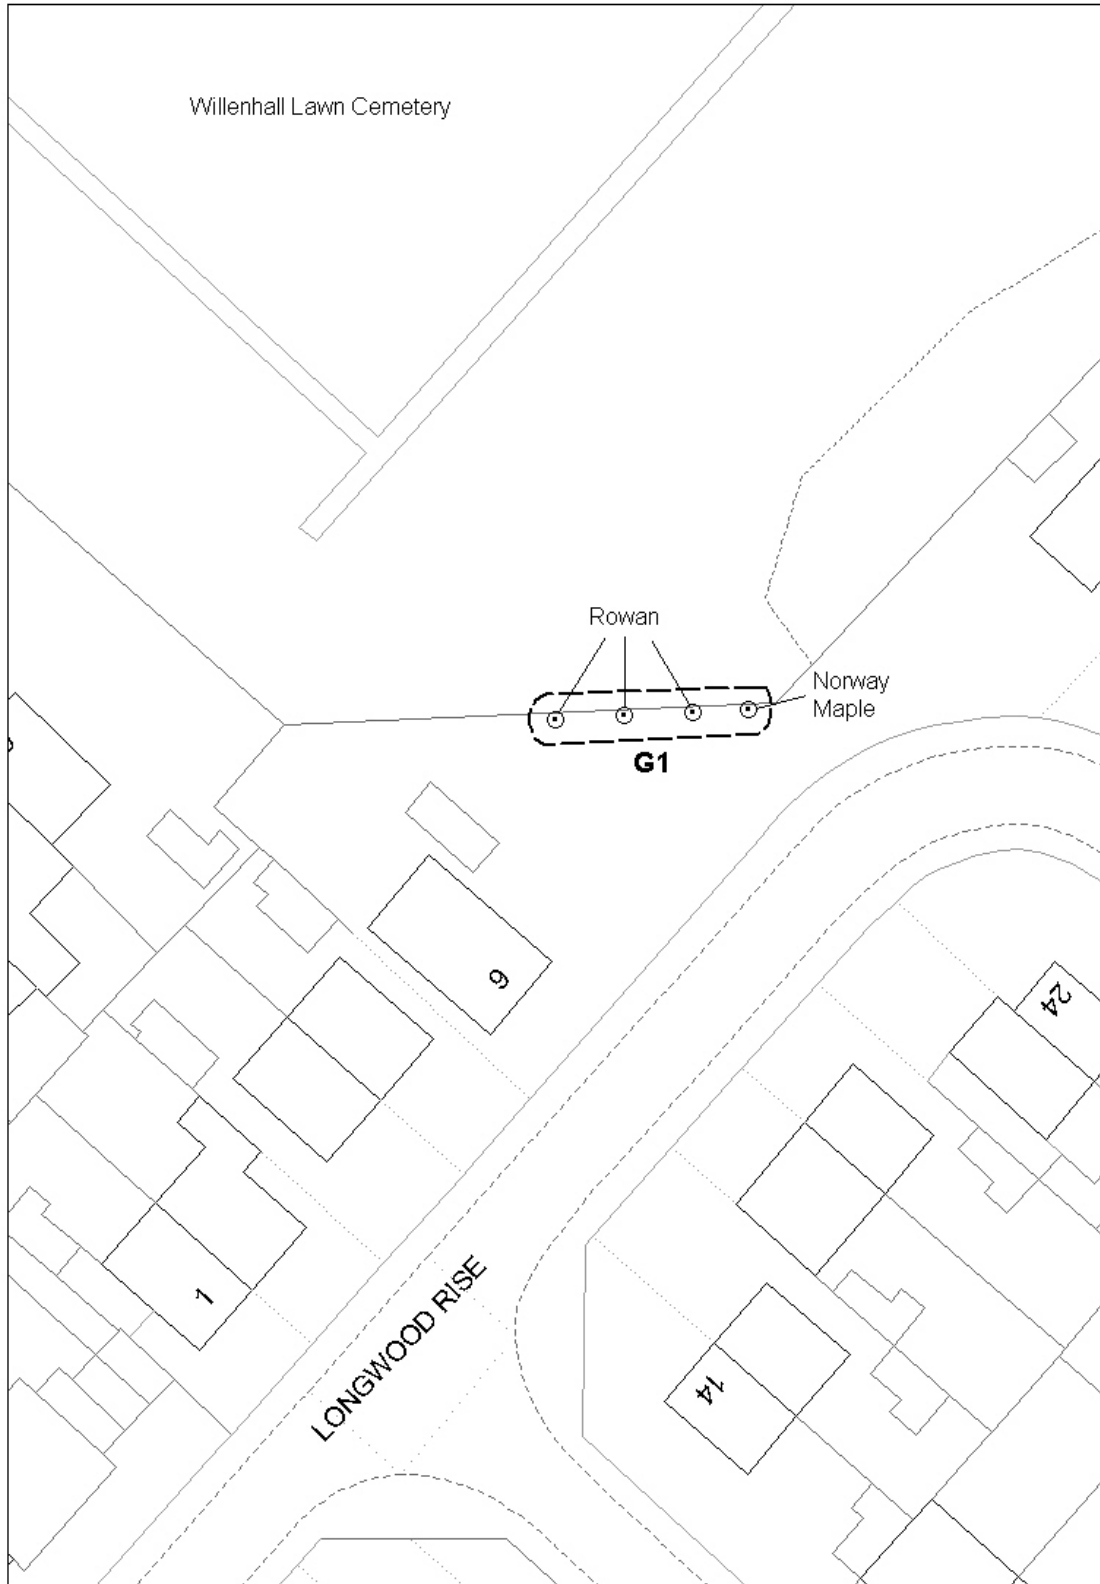 Willenhall Lawn Cemetery
Rowan
Norway
Maple
G1
9
24
1
LONGWOOD RISE
14